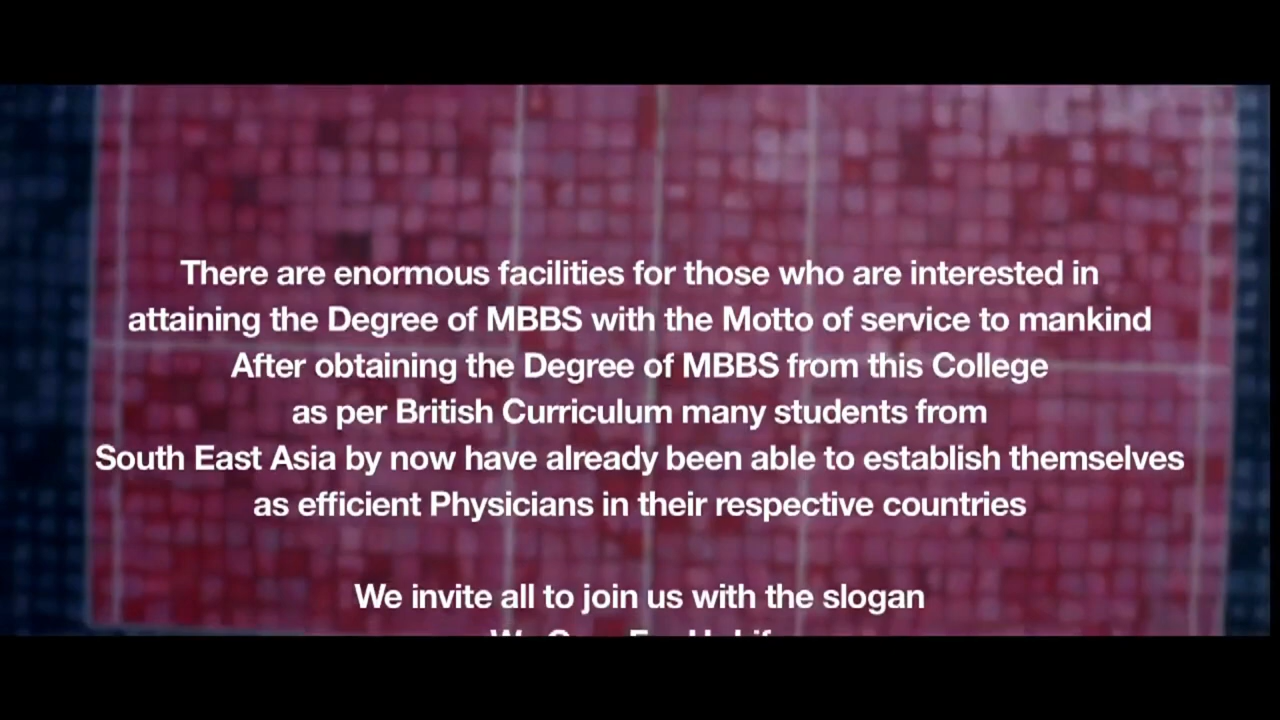 There are enormous facilities for those who are interested in
attaining the Degree of MBBS with the Motto of service to mankind
After obtaining the Degree of MBBS from this College
as per British Curriculum many students from
South East Asia by now have already been able to establish themselves
as efficient Physicians in their respective countries
We invite all to join us with the slogan